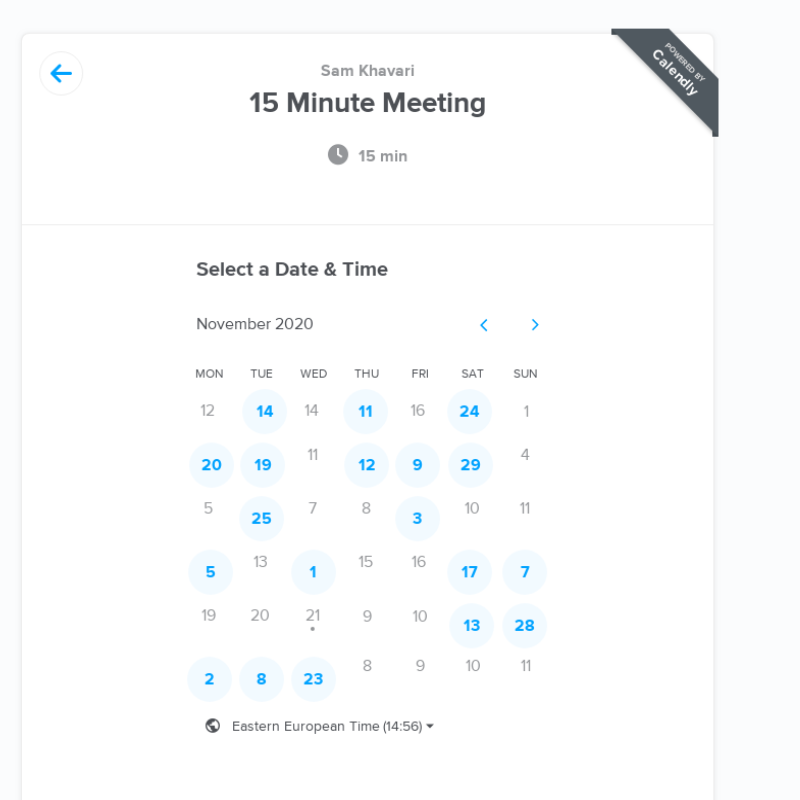 POWERED BY
Calendly
Sam Khavari
15 Minute Meeting
15 min
Select a Date & Time
November 2020
MON TUE WED THU FRI SAT SUN
12 14 14 11 16 24 1
20 19 11 12 9 29 4
5 25 7 8 3 10 11
5 13 1 15 16 17 7
19 20 21 9 10 13 28
2 8 23 8 9 10 11
Eastern European Time (14:56)